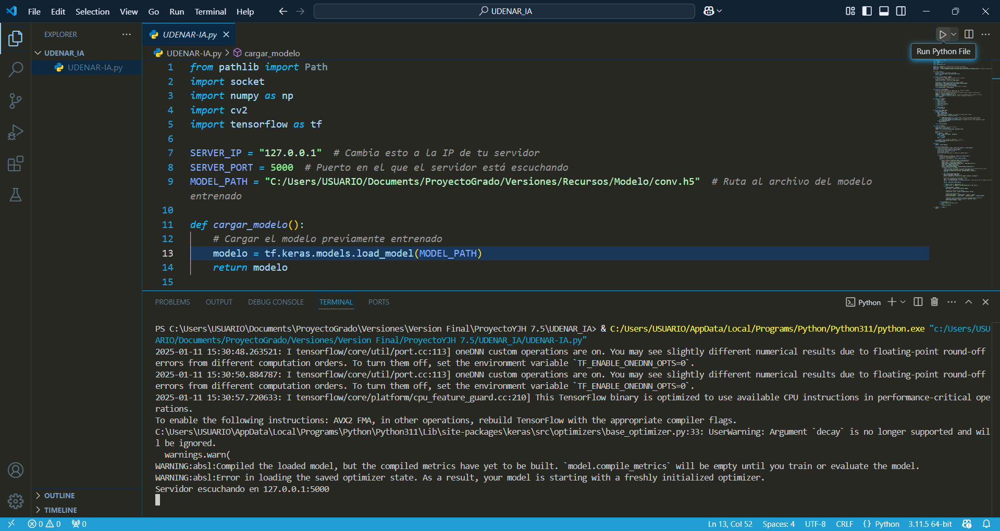 File Edit Selection View Go Run Terminal Help
UDENAR_IA
EXPLORER
UDENAR_IA
UDENAR-IA.py
OUTLINE
TIMELINE
UDENAR-IA.py
UDENAR-IA.py > cargar_modelo
Run Python File
1 from pathlib import Path
2 import socket
3 import numpy as np
4 import cv2
5 import tensorflow as tf
6
7 SERVER_IP = "127.0.0.1"  # Cambia esto a la IP de tu servidor
8 SERVER_PORT = 5000  # Puerto en el que el servidor está escuchando
9 MODEL_PATH = "C:/Users/USUARIO/Documents/ProyectoGrado/Versiones/Recursos/Modelo/conv.h5"  # Ruta al archivo del modelo
entrenado
10
11 def cargar_modelo():
12     # Cargar el modelo previamente entrenado
13     modelo = tf.keras.models.load_model(MODEL_PATH)
14     return modelo
15
PROBLEMS OUTPUT DEBUG CONSOLE TERMINAL PORTS
Python
PS C:\Users\USUARIO\Documents\ProyectoGrado\Versiones\Version Final\ProyectoYJH 7.5\UDENAR_IA> & C:/Users/USUARIO/AppData/Local/Programs/Python/Python311/python.exe "c:/Users/USU
ARIO/Documents/ProyectoGrado/Versiones/Version Final/ProyectoYJH 7.5/UDENAR_IA/UDENAR-IA.py"
2025-01-11 15:30:48.263521: I tensorflow/core/util/port.cc:113] oneDNN custom operations are on. You may see slightly different numerical results due to floating-point round-off
errors from different computation orders. To turn them off, set the environment variable `TF_ENABLE_ONEDNN_OPTS=0`.
2025-01-11 15:30:50.884787: I tensorflow/core/util/port.cc:113] oneDNN custom operations are on. You may see slightly different numerical results due to floating-point round-off
errors from different computation orders. To turn them off, set the environment variable `TF_ENABLE_ONEDNN_OPTS=0`.
2025-01-11 15:30:57.720633: I tensorflow/core/platform/cpu_feature_guard.cc:210] This TensorFlow binary is optimized to use available CPU instructions in performance-critical ope
rations.
To enable the following instructions: AVX2 FMA, in other operations, rebuild TensorFlow with the appropriate compiler flags.
C:\Users\USUARIO\AppData\Local\Programs\Python\Python311\Lib\site-packages\keras\src\optimizers\base_optimizer.py:33: UserWarning: Argument `decay` is no longer supported and wil
l be ignored.
  warnings.warn(
WARNING:absl:Compiled the loaded model, but the compiled metrics have yet to be built. `model.compile_metrics` will be empty until you train or evaluate the model.
WARNING:absl:Error in loading the saved optimizer state. As a result, your model is starting with a freshly initialized optimizer.
Servidor escuchando en 127.0.0.1:5000
0 0 0
Ln 13, Col 52 Spaces: 4 UTF-8 CRLF {} Python 3.11.5 64-bit